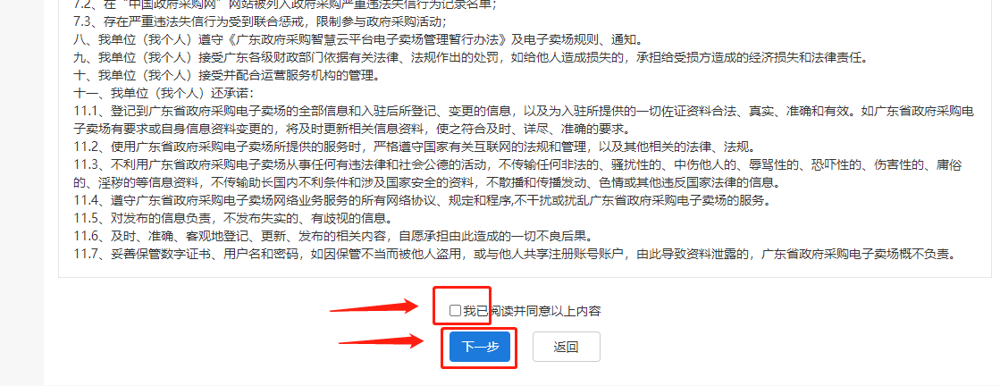 7.2、在“中国政府采购网”网站被列入政府采购严重违法失信行为记录名单；
7.3、存在严重违法失信行为受到联合惩戒，限制参与政府采购活动；
八、我单位（我个人）遵守《广东政府采购智慧云平台电子卖场管理暂行办法》及电子卖场规则、通知。
九、我单位（我个人）接受广东各级财政部门依据有关法律、法规作出的处罚，如给他人造成损失的，承担给受损方造成的经济损失和法律责任。
十、我单位（我个人）接受并配合运营服务机构的管理。
十一、我单位（我个人）还承诺：
11.1、登记到广东省政府采购电子卖场的全部信息和入驻后所登记、变更的信息，以及为入驻所提供的一切佐证资料合法、真实、准确和有效。如广东省政府采购电
子卖场有要求或自身信息资料变更的，将及时更新相关信息资料，使之符合及时、详尽、准确的要求。
11.2、使用广东省政府采购电子卖场所提供的服务时，严格遵守国家有关互联网的法规和管理，以及其他相关的法律、法规。
11.3、不利用广东省政府采购电子卖场从事任何有违法律和社会公德的活动，不传输任何非法的、骚扰性的、中伤他人的、辱骂性的、恐吓性的、伤害性的、庸俗
的、淫秽的等信息资料，不传输助长国内不利条件和涉及国家安全的资料，不散播和传播发动、色情或其他违反国家法律的信息。
11.4、遵守广东省政府采购电子卖场网络业务服务的所有网络协议、规定和程序,不干扰或扰乱广东省政府采购电子卖场的服务。
11.5、对发布的信息负责，不发布失实的、有歧视的信息。
11.6、及时、准确、客观地登记、更新、发布的相关内容，自愿承担由此造成的一切不良后果。
11.7、妥善保管数字证书、用户名和密码，如因保管不当而被他人盗用，或与他人共享注册账号账户，由此导致资料泄露的，广东省政府采购电子卖场概不负责。
我已阅读并同意以上内容
下一步 返回